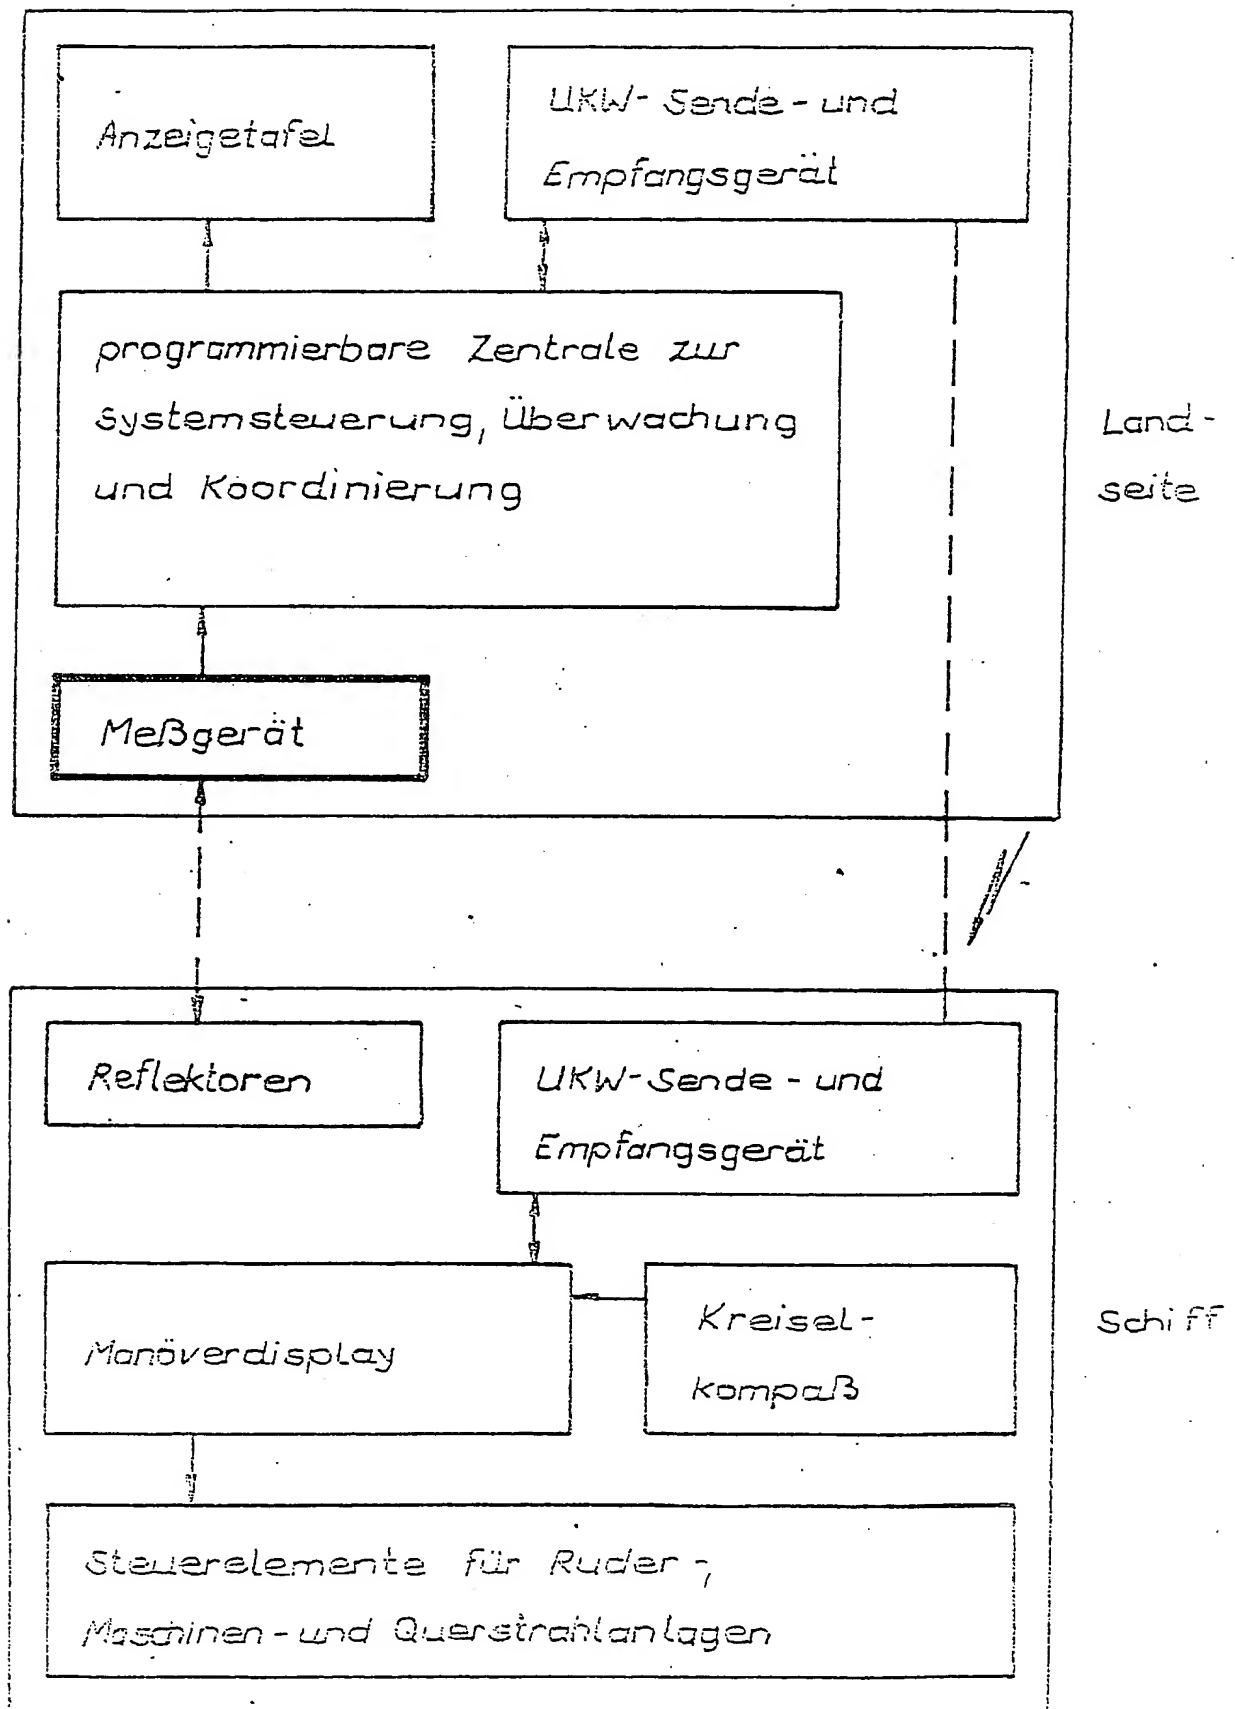 Anzeigetafel
UKW- Sende - und
Empfangsgerät
programmierbare Zentrale zur
Systemsteuerung, Überwachung
und Koordinierung
Land -
seite
Meßgerät
Reflektoren
UKW-Sende - und
Empfangsgerät
Manöverdisplay
Kreisel-
kompaß
Schiff
Steuerelemente für Ruder -,
Maschinen - und Querstrahlanlagen